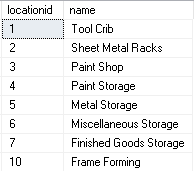 locationid name
1 Tool Crib
2 Sheet Metal Racks
3 Paint Shop
4 Paint Storage
5 Metal Storage
6 Miscellaneous Storage
7 Finished Goods Storage
10 Frame Forming